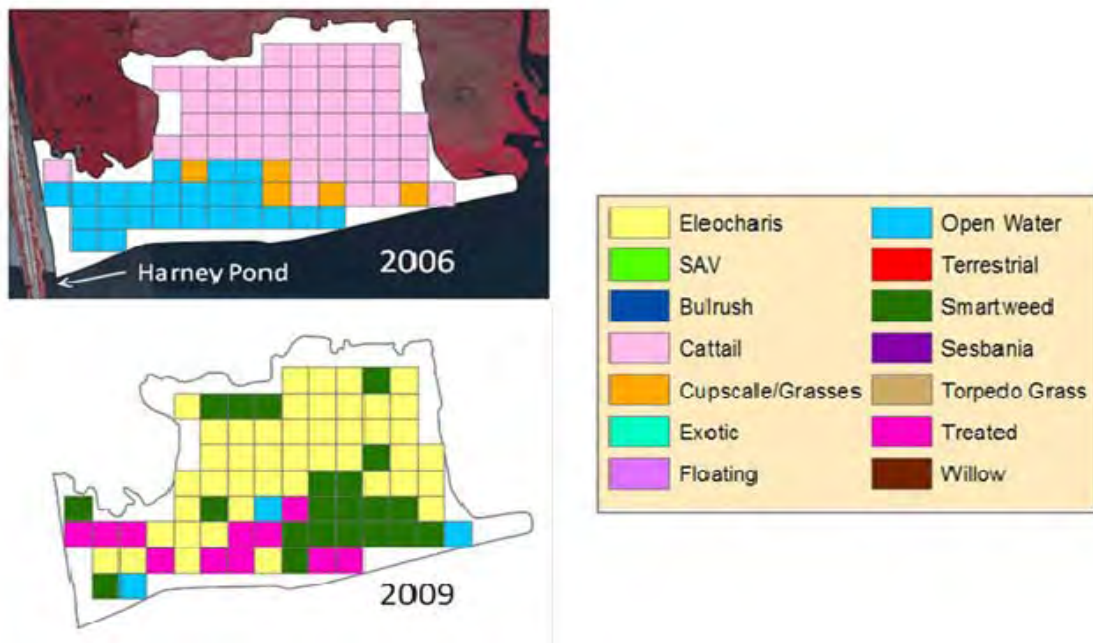 2006
Harney Pond
2009
Eleocharis
SAV
Bulrush
Cattail
Cupscale/Grasses
Exotic
Floating
Open Water
Terrestrial
Smartweed
Sesbania
Torpedo Grass
Treated
Willow